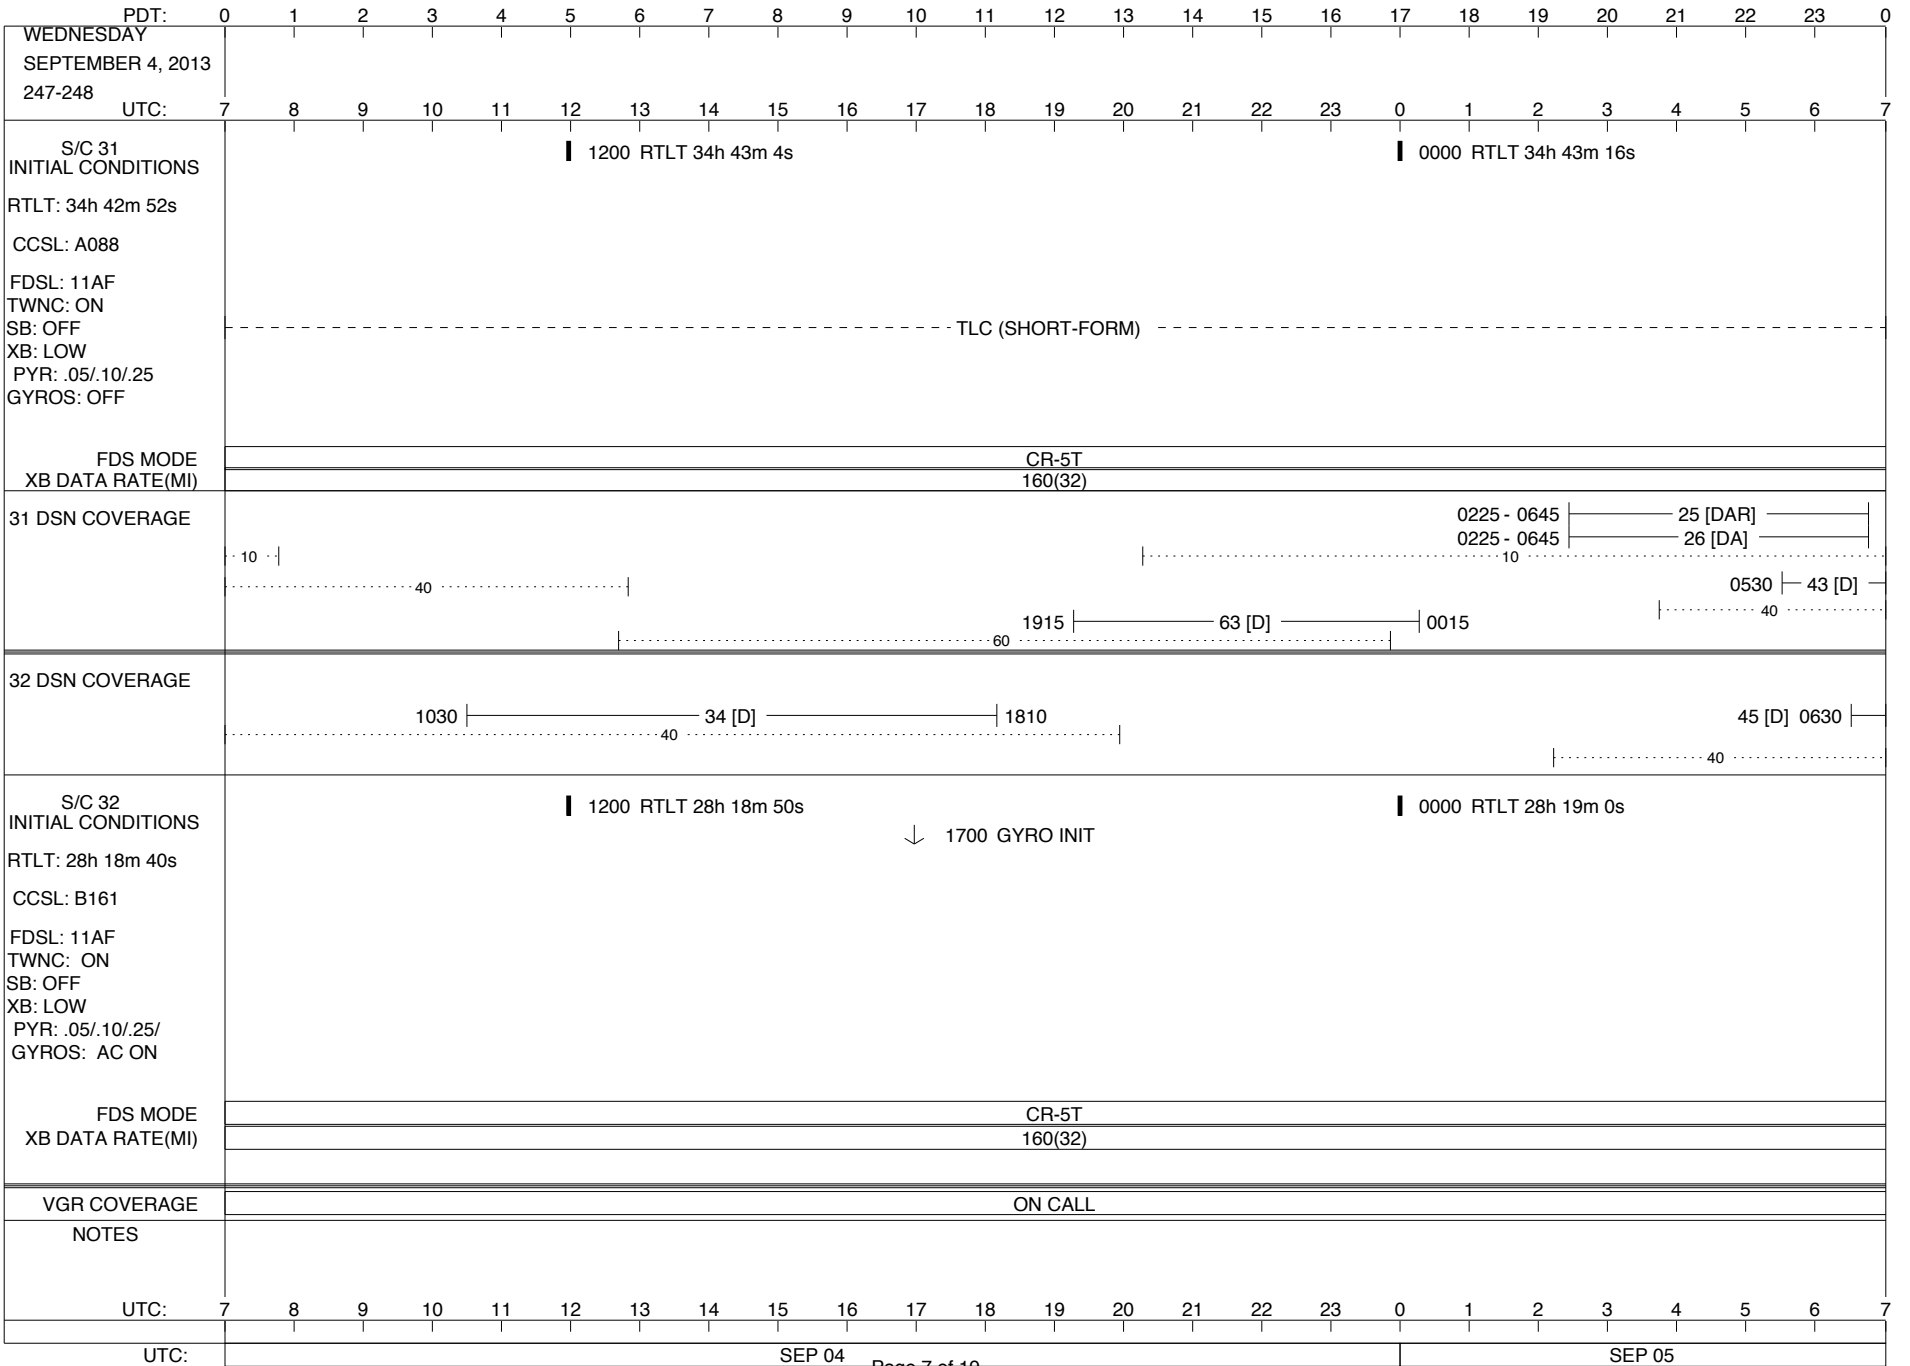 PDT: 0 1 2 3 4 5 6 7 8 9 10 11 12 13 14 15 16 17 18 19 20 21 22 23 0
WEDNESDAY
SEPTEMBER 4, 2013
247-248
UTC: 7 8 9 10 11 12 13 14 15 16 17 18 19 20 21 22 23 0 1 2 3 4 5 6 7
S/C 31
INITIAL CONDITIONS
1200 RTLT 34h 43m 4s
0000 RTLT 34h 43m 16s
RTLT: 34h 42m 52s
CCSL: A088
FDSL: 11AF
TWNC: ON
SB: OFF
TLC (SHORT-FORM)
XB: LOW
PYR: .05/.10/.25
GYROS: OFF
FDS MODE CR-5T
XB DATA RATE(MI) 160(32)
31 DSN COVERAGE
0225 - 0645 25 [DAR]
0225 - 0645 26 [DA]
10 10
40 0530 43 [D]
40
1915 63 [D] 0015
60
32 DSN COVERAGE
1030 34 [D] 1810 45 [D] 0630
40
40
S/C 32
INITIAL CONDITIONS
1200 RTLT 28h 18m 50s
0000 RTLT 28h 19m 0s
1700 GYRO INIT
RTLT: 28h 18m 40s
CCSL: B161
FDSL: 11AF
TWNC: ON
SB: OFF
XB: LOW
PYR: .05/.10/.25/
GYROS: AC ON
FDS MODE CR-5T
XB DATA RATE(MI) 160(32)
VGR COVERAGE ON CALL
NOTES
UTC: 7 8 9 10 11 12 13 14 15 16 17 18 19 20 21 22 23 0 1 2 3 4 5 6 7
UTC: SEP 04 SEP 05
Page 7 of 10